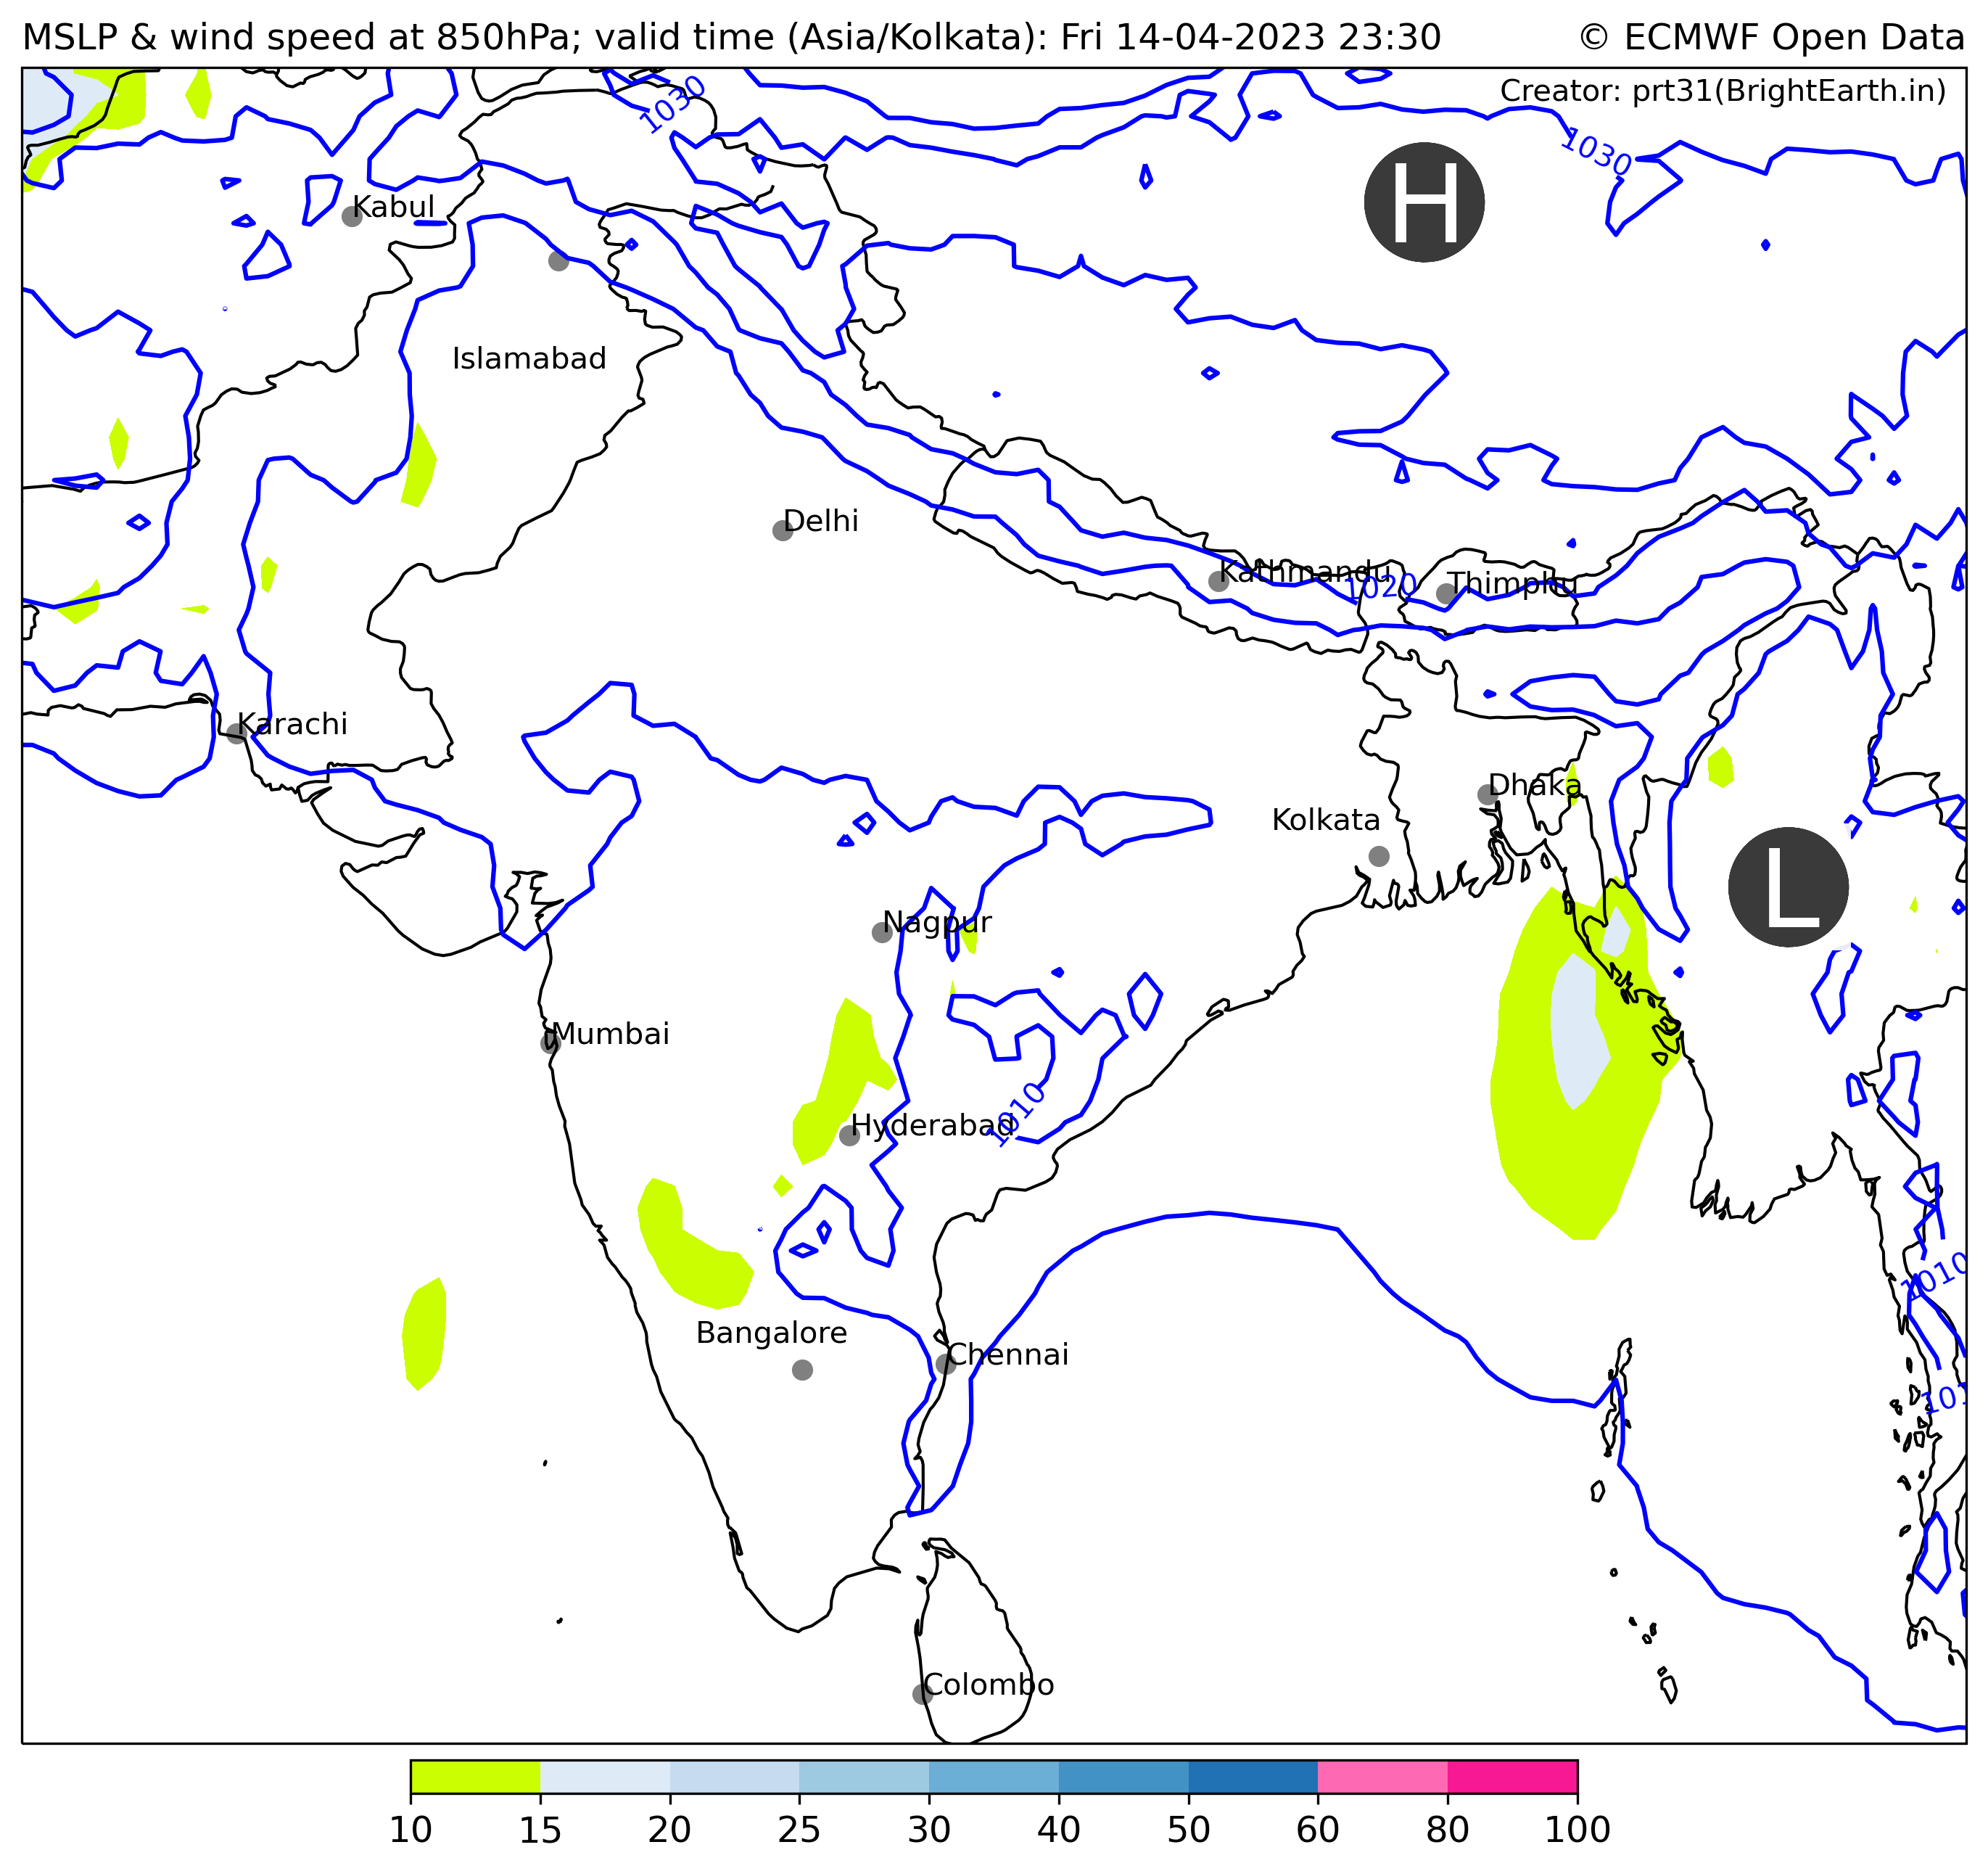 MSLP & wind speed at 850hPa; valid time (Asia/Kolkata): Fri 14-04-2023 23:30
© ECMWF Open Data
Creator: prt31(BrightEarth.in)
1030
1030
H
Kabul
Islamabad
Delhi
Kathmandu
1020
Thimphu
Karachi
Dhaka
Kolkata
L
Nagpur
Mumbai
1010
Hyderabad
1010
Bangalore
Chennai
Colombo
10 15 20 25 30 40 50 60 80 100